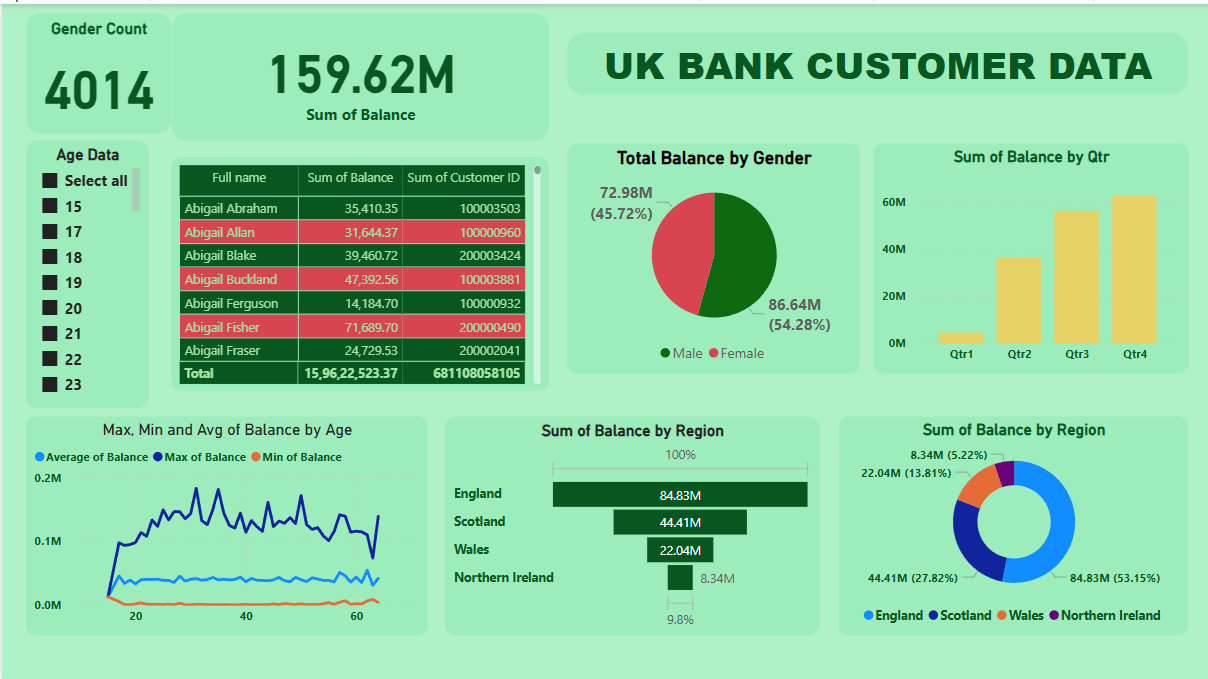 Gender Count
4014
159.62M
Sum of Balance
UK BANK CUSTOMER DATA
Age Data
Select all
15
17
18
19
20
21
22
23
Full name Sum of Balance Sum of Customer ID
Abigail Abraham 35,410.35 100003503
Abigail Allan 31,644.37 100000960
Abigail Blake 39,460.72 200003424
Abigail Buckland 47,392.56 100003881
Abigail Ferguson 14,184.70 100000932
Abigail Fisher 71,689.70 200000490
Abigail Fraser 24,729.53 200002041
Total 15,96,22,523.37 681108058105
Total Balance by Gender
72.98M
(45.72%)
86.64M
(54.28%)
Male Female
Sum of Balance by Qtr
60M
40M
20M
0M
Qtr1 Qtr2 Qtr3 Qtr4
Max, Min and Avg of Balance by Age
Average of Balance Max of Balance Min of Balance
0.2M
0.1M
0.0M
20 40 60
Sum of Balance by Region
100%
England 84.83M
Scotland 44.41M
Wales 22.04M
Northern Ireland 8.34M
9.8%
Sum of Balance by Region
8.34M (5.22%)
22.04M (13.81%)
44.41M (27.82%) 84.83M (53.15%)
England Scotland Wales Northern Ireland